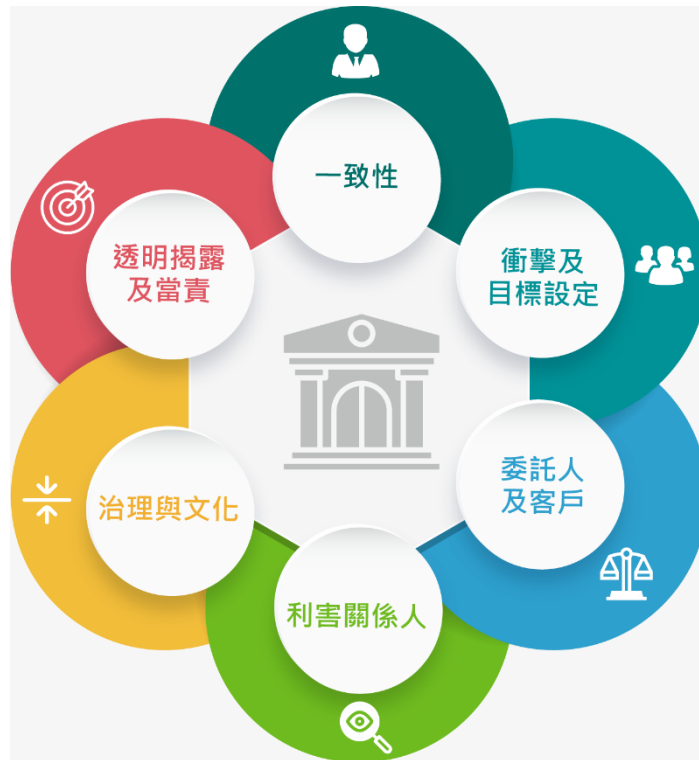 一致性
衝擊及
目標設定
委託人
及客戶
利害關係人
治理與文化
透明揭露
及當責